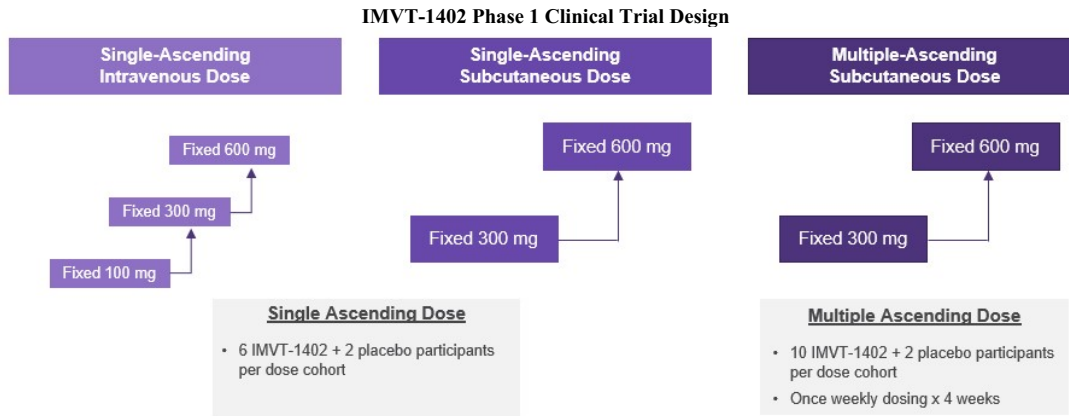 IMVT-1402 Phase 1 Clinical Trial Design
Single-Ascending
Intravenous Dose
Fixed 600 mg
Fixed 300 mg
Fixed 100 mg
Single-Ascending
Subcutaneous Dose
Fixed 600 mg
Fixed 300 mg
Multiple-Ascending
Subcutaneous Dose
Fixed 600 mg
Fixed 300 mg
Single Ascending Dose
• 6 IMVT-1402 + 2 placebo participants
per dose cohort
Multiple Ascending Dose
• 10 IMVT-1402 + 2 placebo participants
per dose cohort
• Once weekly dosing x 4 weeks